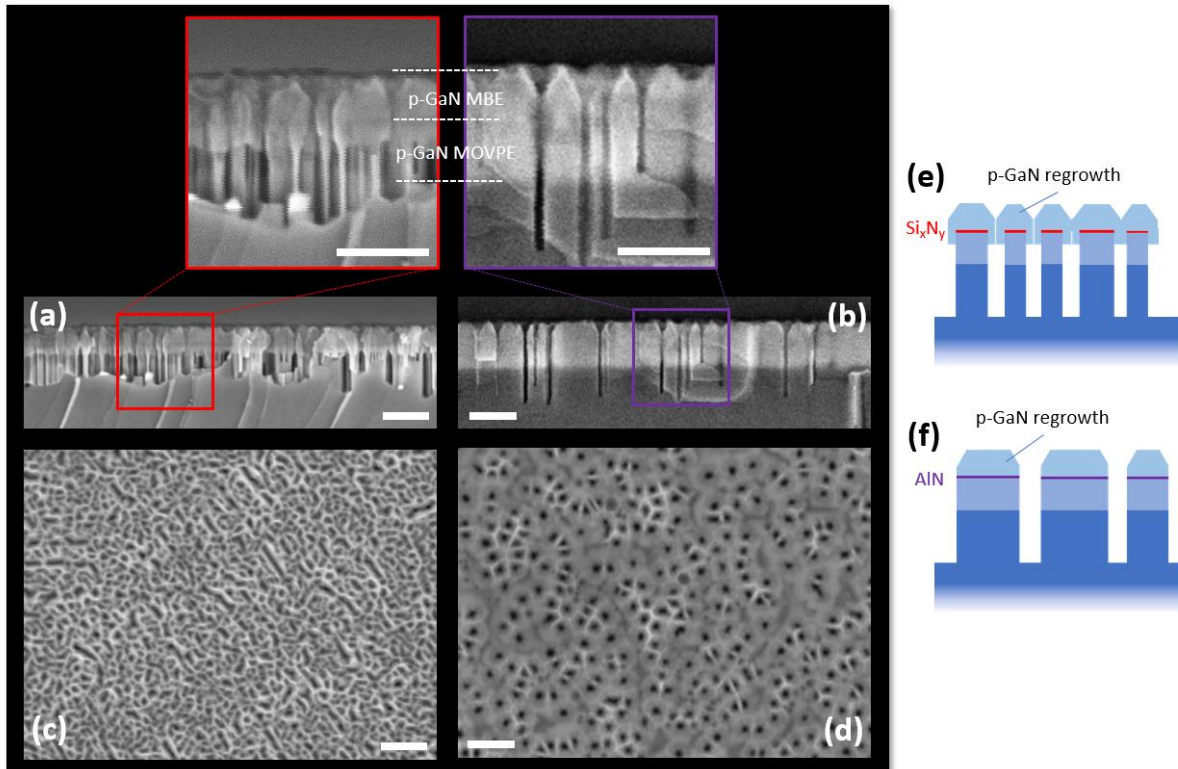 p-GaN MBE
p-GaN MOVPE
(a)
(b)
(c)
(d)
(e)
p-GaN regrowth
SixNy
(f)
p-GaN regrowth
AlN